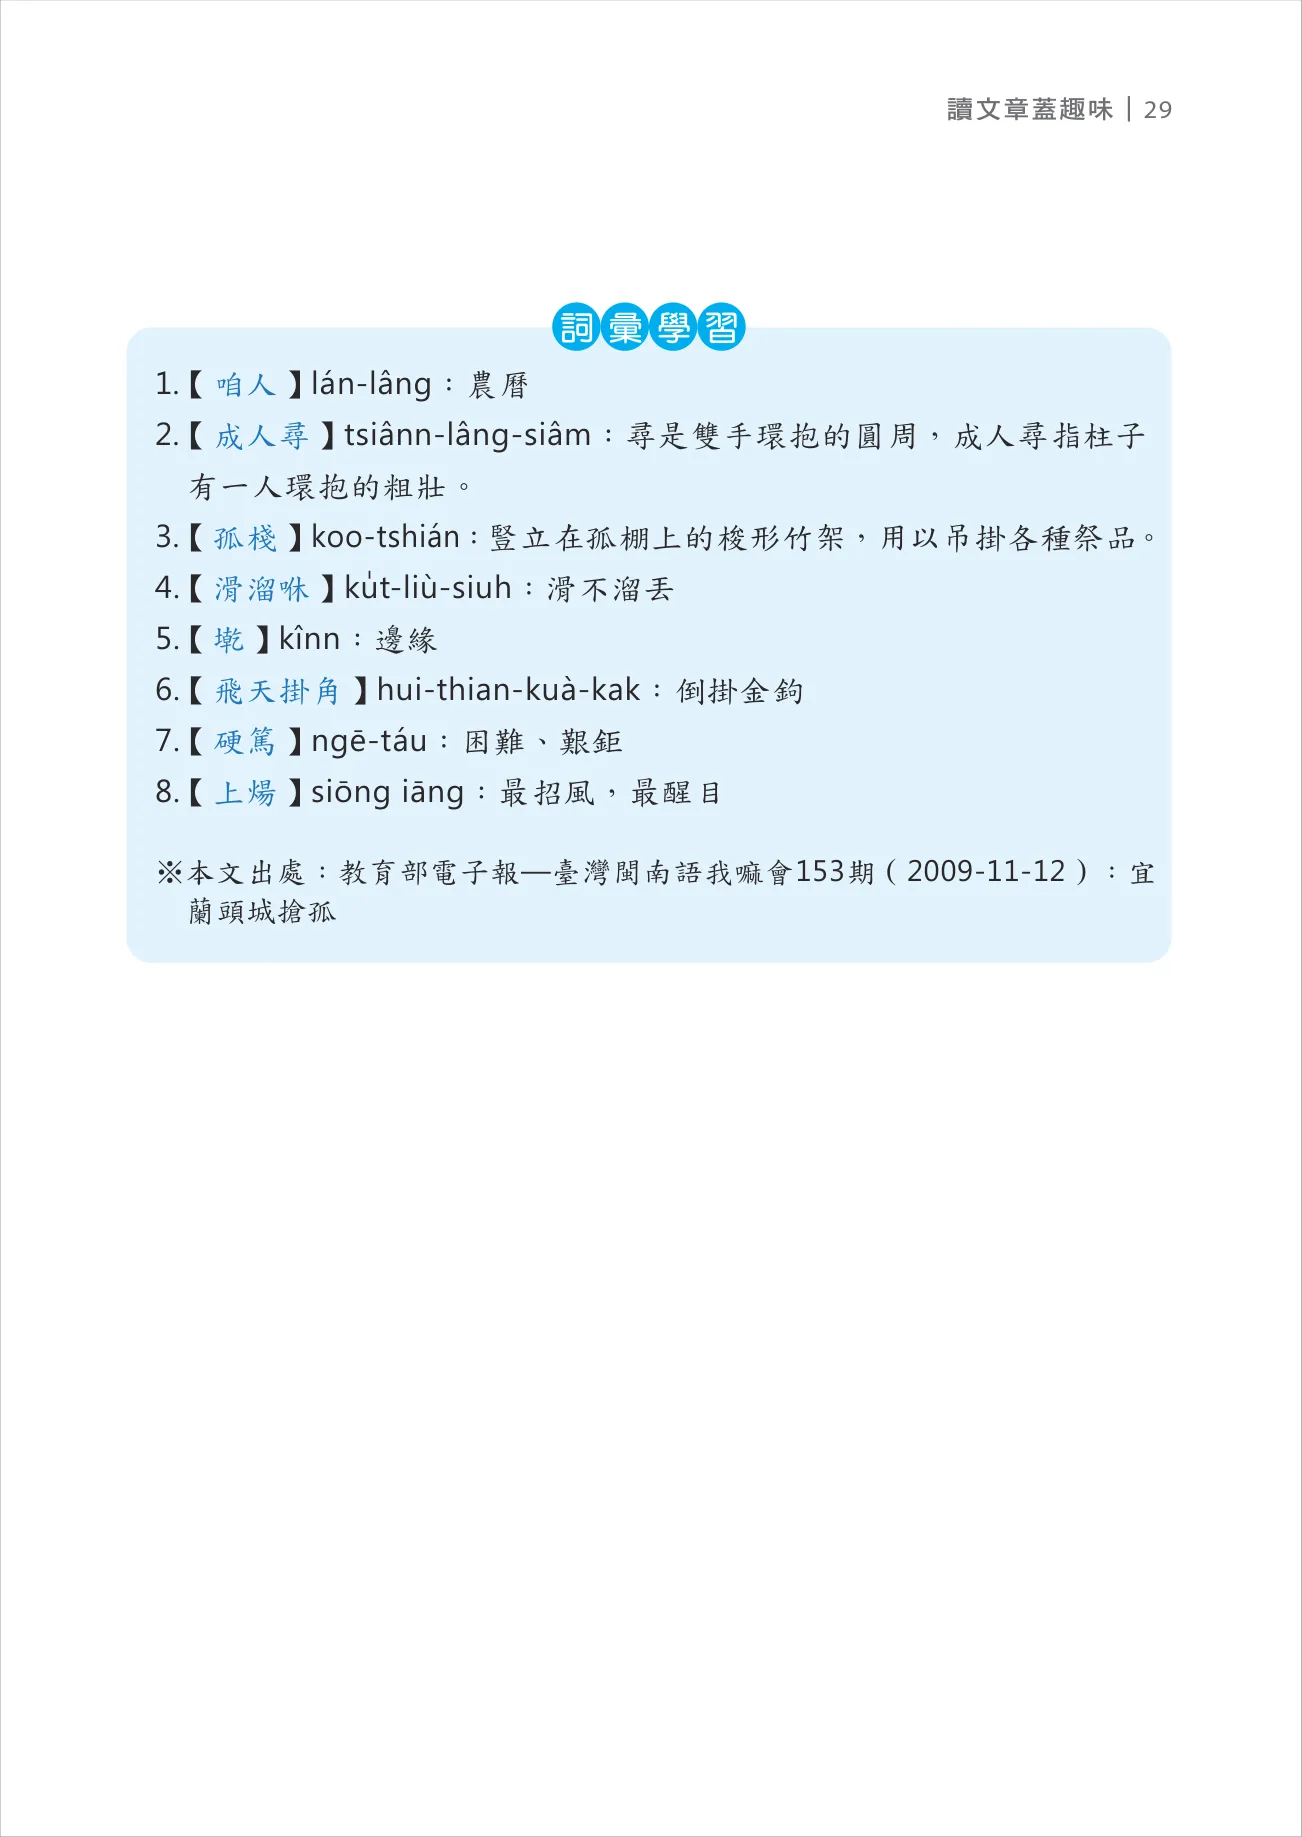 讀文章蓋趣味｜29
詞彙學習
1.【咱人】lán-lâng：農曆
2.【成人尋】tsiânn-lâng-siâm：尋是雙手環抱的圓周，成人尋指柱子
有一人環抱的粗壯。
3.【孤棧】koo-tshián：豎立在孤棚上的梭形竹架，用以吊掛各種祭品。
4.【滑溜咻】ku̍t-liù-siuh：滑不溜丟
5.【墘】kînn：邊緣
6.【飛天掛角】hui-thian-kuà-kak：倒掛金鉤
7.【硬篤】ngē-táu：困難、艱鉅
8.【上煬】siōng iāng：最招風，最醒目
※本文出處：教育部電子報—臺灣閩南語我嘛會153期（2009-11-12）：宜
蘭頭城搶孤